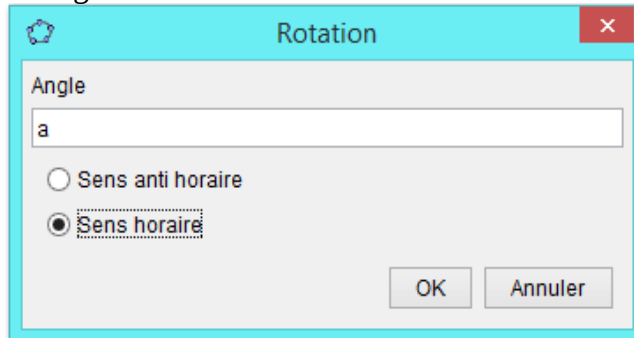 Rotation
Angle
a
Sens anti horaire
Sens horaire
OK Annuler